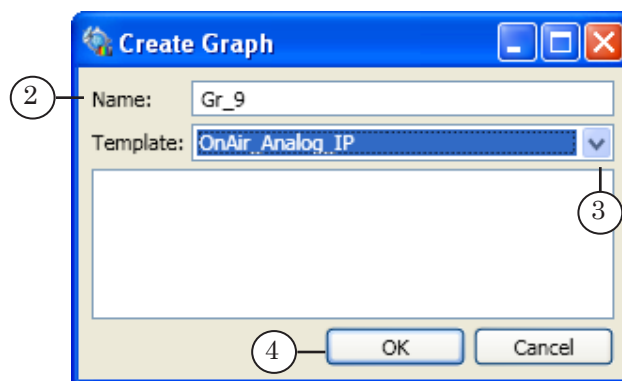 Create Graph
2 Name: Gr_9
Template: OnAir_Analog_IP
3
4 OK Cancel